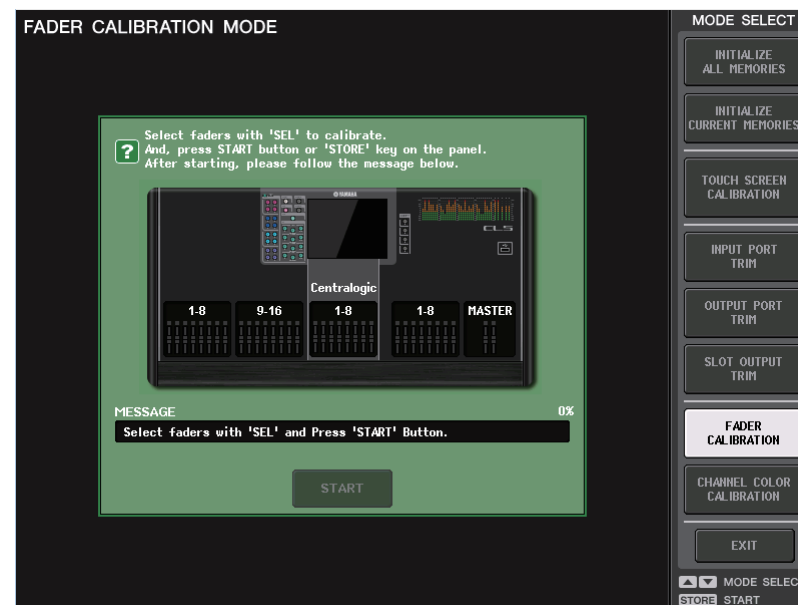 FADER CALIBRATION MODE
Select faders with 'SEL' to calibrate.
And, press START button or 'STORE' key on the panel.
After starting, please follow the message below.
YAMAHA
CL5
Centralogic
1-8
9-16
1-8
1-8
MASTER
MESSAGE
0%
Select faders with 'SEL' and Press 'START' Button.
START
MODE SELECT
INITIALIZE
ALL MEMORIES
INITIALIZE
CURRENT MEMORIES
TOUCH SCREEN
CALIBRATION
INPUT PORT
TRIM
OUTPUT PORT
TRIM
SLOT OUTPUT
TRIM
FADER
CALIBRATION
CHANNEL COLOR
CALIBRATION
EXIT
MODE SELEC
STORE START